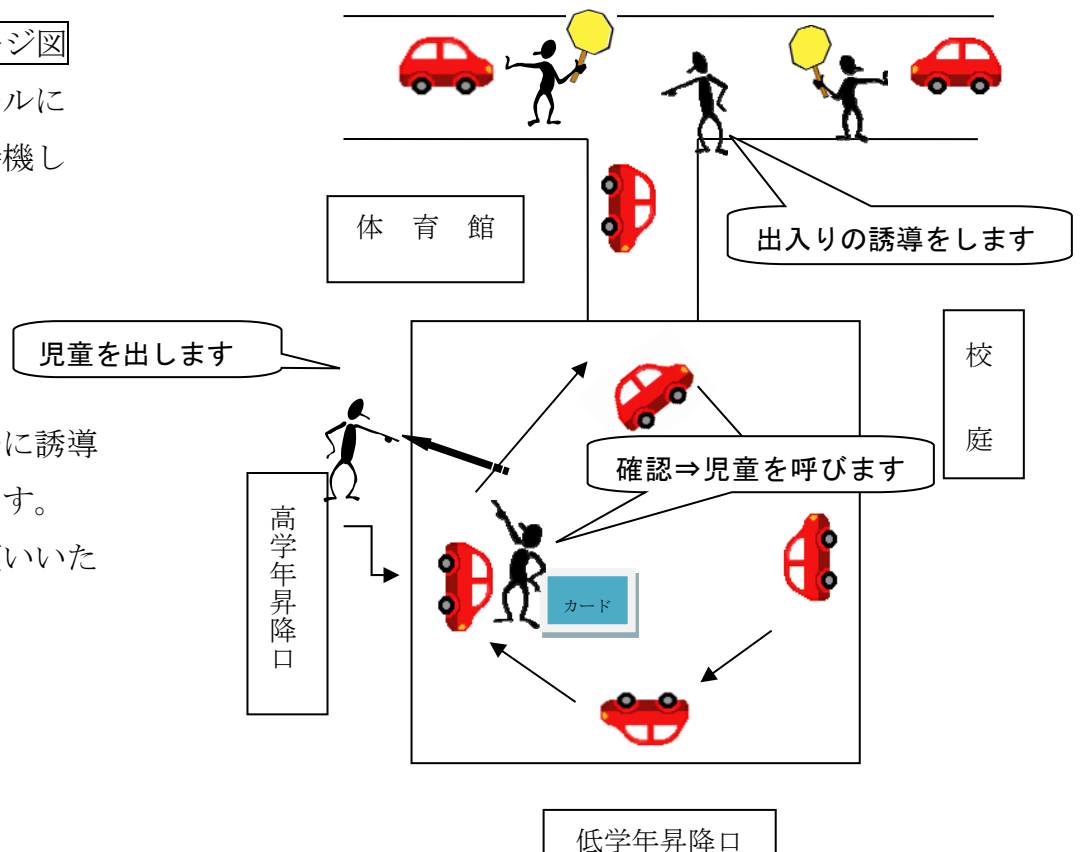 ジ図
ルに
機し
体 育 館
出入りの誘導をします
児童を出します
校庭
に誘導
す。
いいた
確認⇒児童を呼びます
高学年昇降口
カード
低学年昇降口